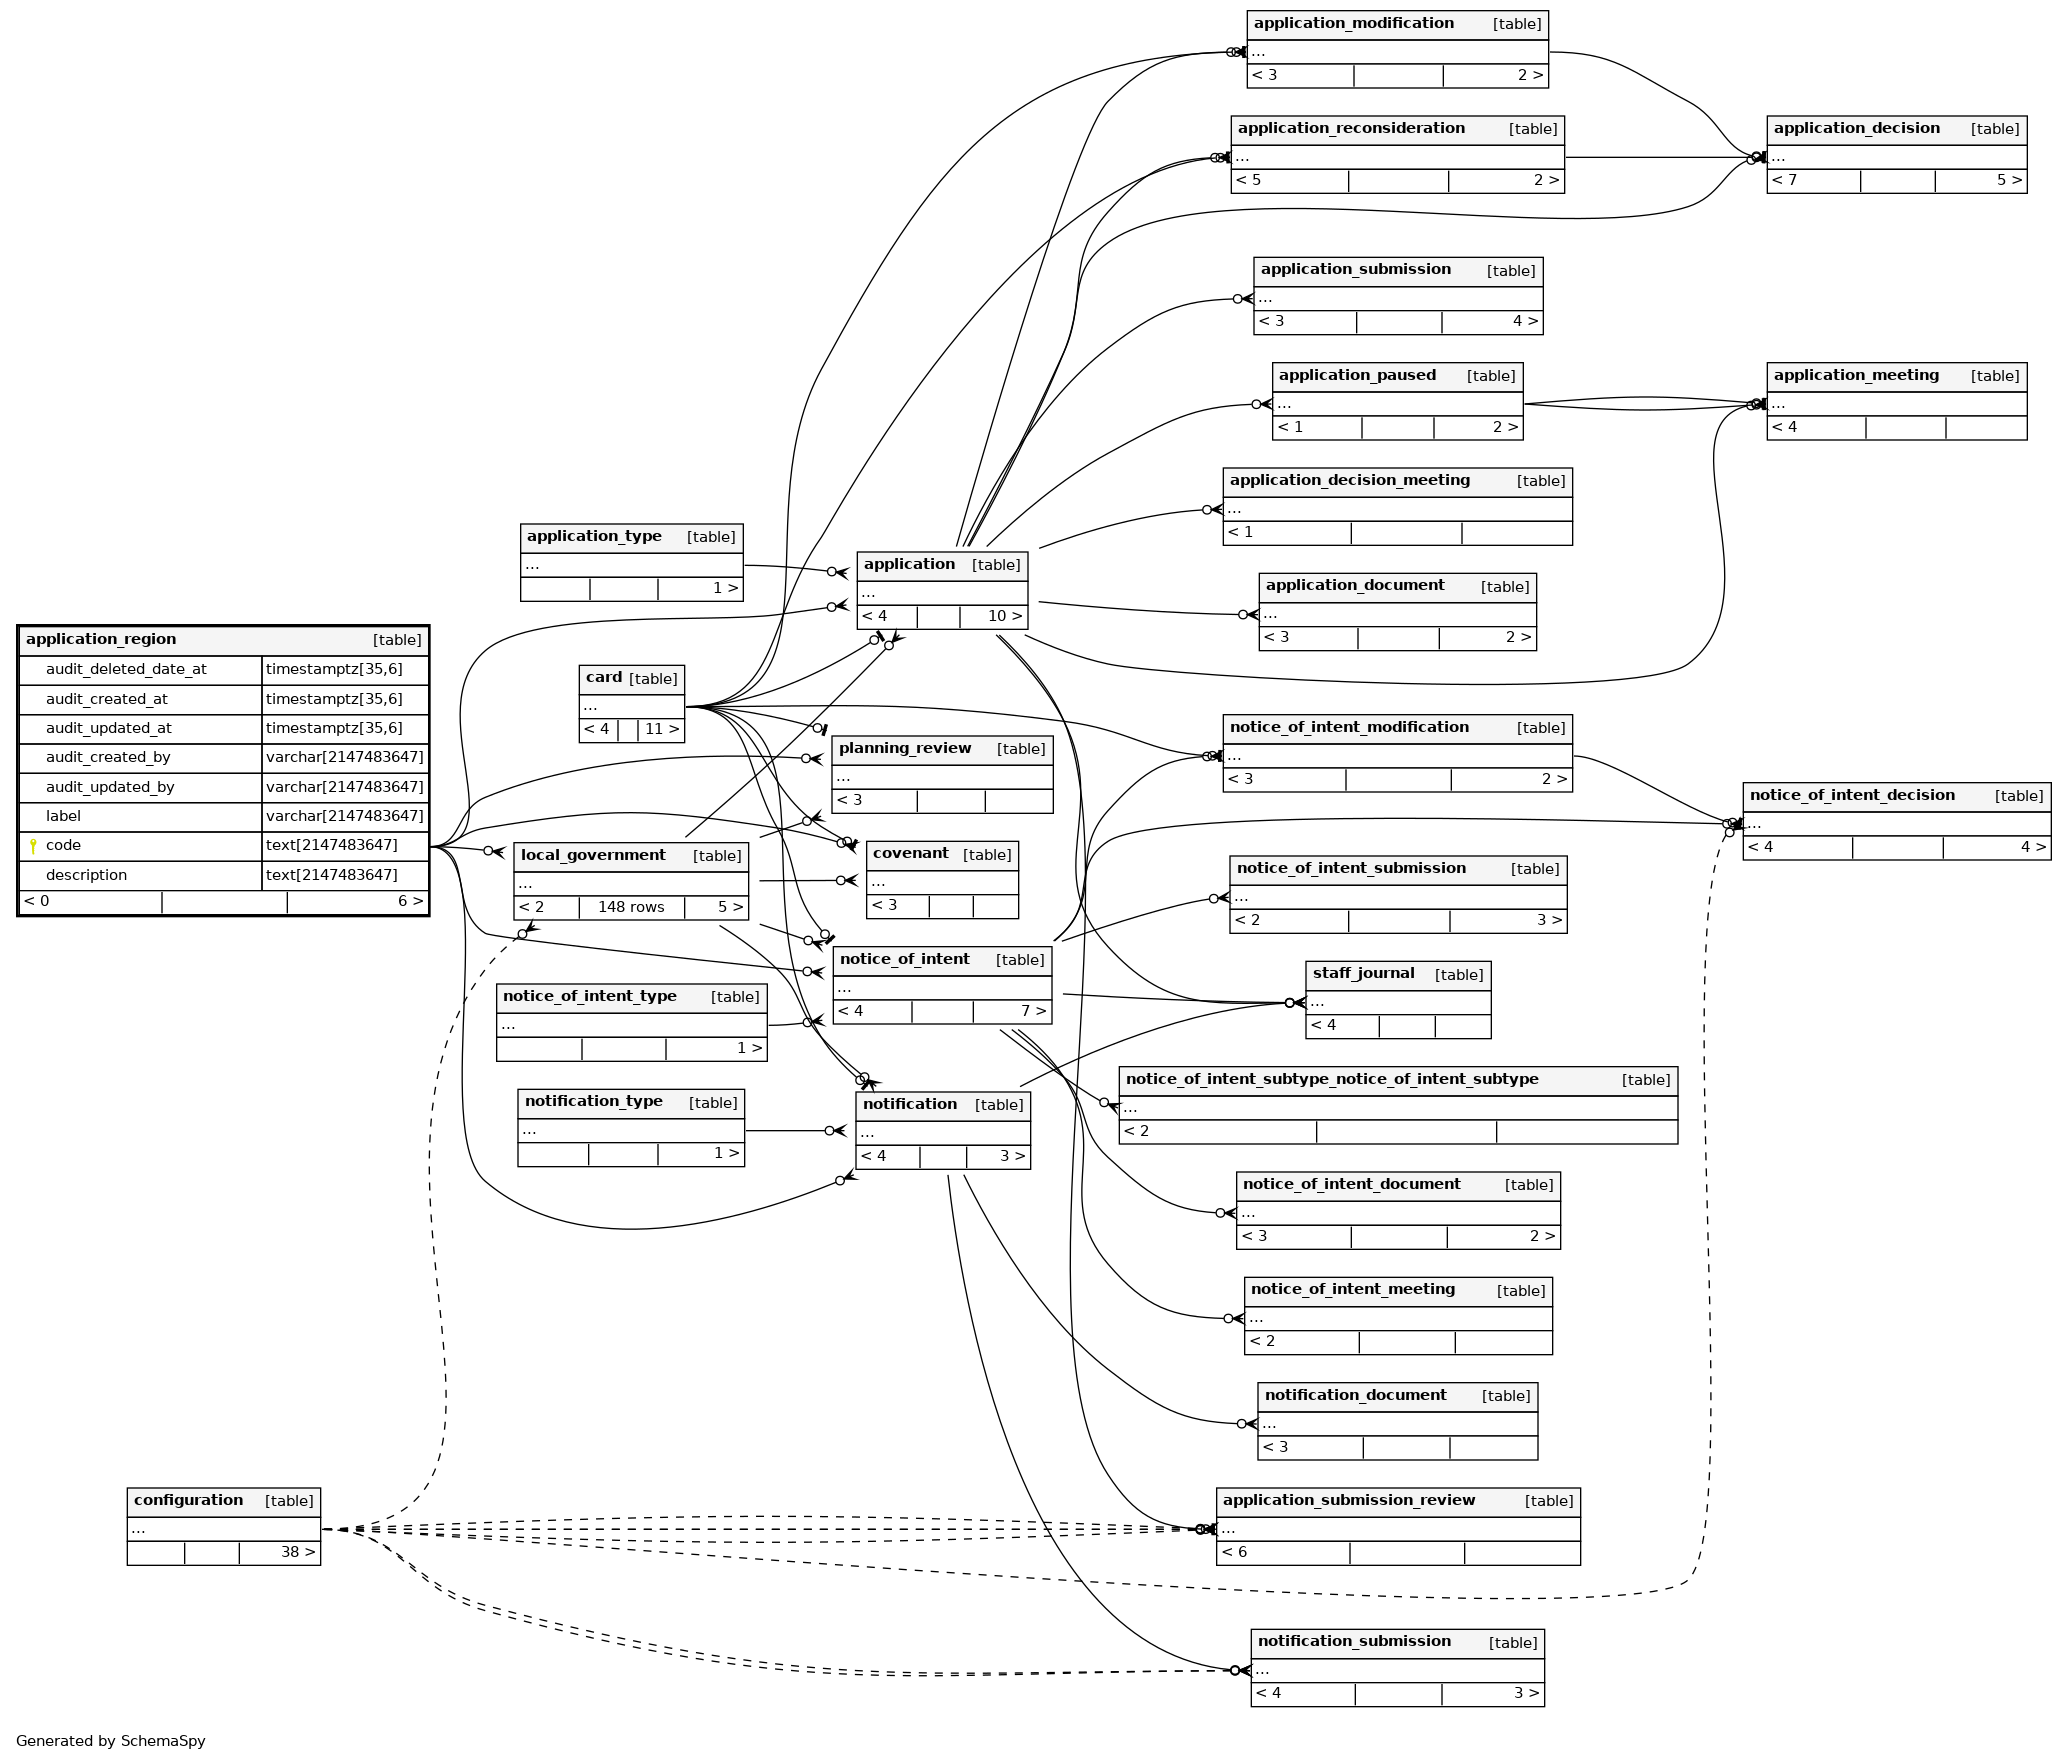 application_modification [table]
...
< 3 2 >
application_reconsideration [table]
...
< 5 2 >
application_decision [table]
...
< 7 5 >
application_submission [table]
...
< 3 4 >
application_paused [table]
...
< 1 2 >
application_meeting [table]
...
< 4
application_decision_meeting [table]
...
< 1
application_type [table]
...
1 >
application [table]
...
< 4 10 >
application_document [table]
...
< 3 2 >
application_region [table]
audit_deleted_date_at timestamptz[35,6]
audit_created_at timestamptz[35,6]
audit_updated_at timestamptz[35,6]
audit_created_by varchar[2147483647]
audit_updated_by varchar[2147483647]
label varchar[2147483647]
code text[2147483647]
description text[2147483647]
< 0 6 >
card [table]
...
< 4 11 >
planning_review [table]
...
< 3
notice_of_intent_modification [table]
...
< 3 2 >
notice_of_intent_decision [table]
...
< 4 4 >
local_government [table]
...
< 2 148 rows 5 >
covenant [table]
...
< 3
notice_of_intent_submission [table]
...
< 2 3 >
notice_of_intent [table]
...
< 4 7 >
staff_journal [table]
...
< 4
notice_of_intent_type [table]
...
1 >
notice_of_intent_subtype_notice_of_intent_subtype [table]
...
< 2
notification_type [table]
...
1 >
notification [table]
...
< 4 3 >
notice_of_intent_document [table]
...
< 3 2 >
notice_of_intent_meeting [table]
...
< 2
notification_document [table]
...
< 3
configuration [table]
...
38 >
application_submission_review [table]
...
< 6
notification_submission [table]
...
< 4 3 >
Generated by SchemaSpy